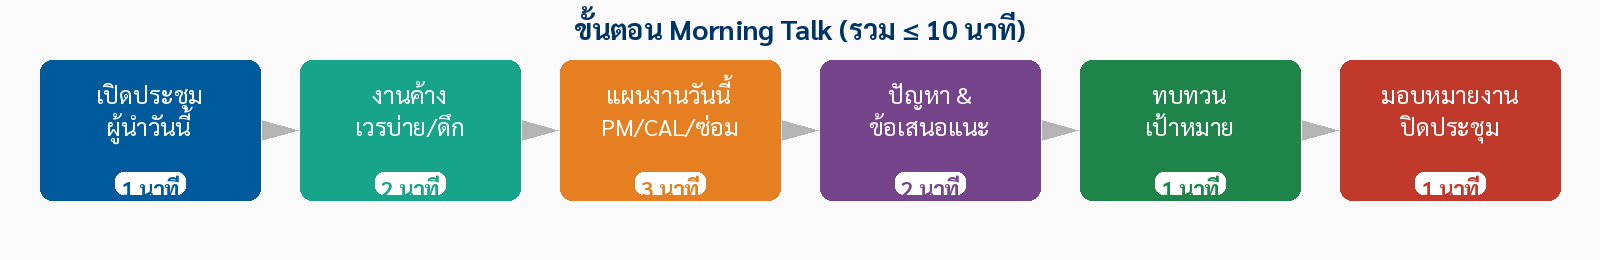 ขั้นตอน Morning Talk (รวม ≤ 10 นาที)
เปิดประชุม
ผู้นำวันนี้
1 นาที
งานค้าง
เวรบ่าย/ดึก
2 นาที
แผนงานวันนี้
PM/CAL/ซ่อม
3 นาที
ปัญหา &
ข้อเสนอแนะ
2 นาที
ทบทวน
เป้าหมาย
1 นาที
มอบหมายงาน
ปิดประชุม
1 นาที